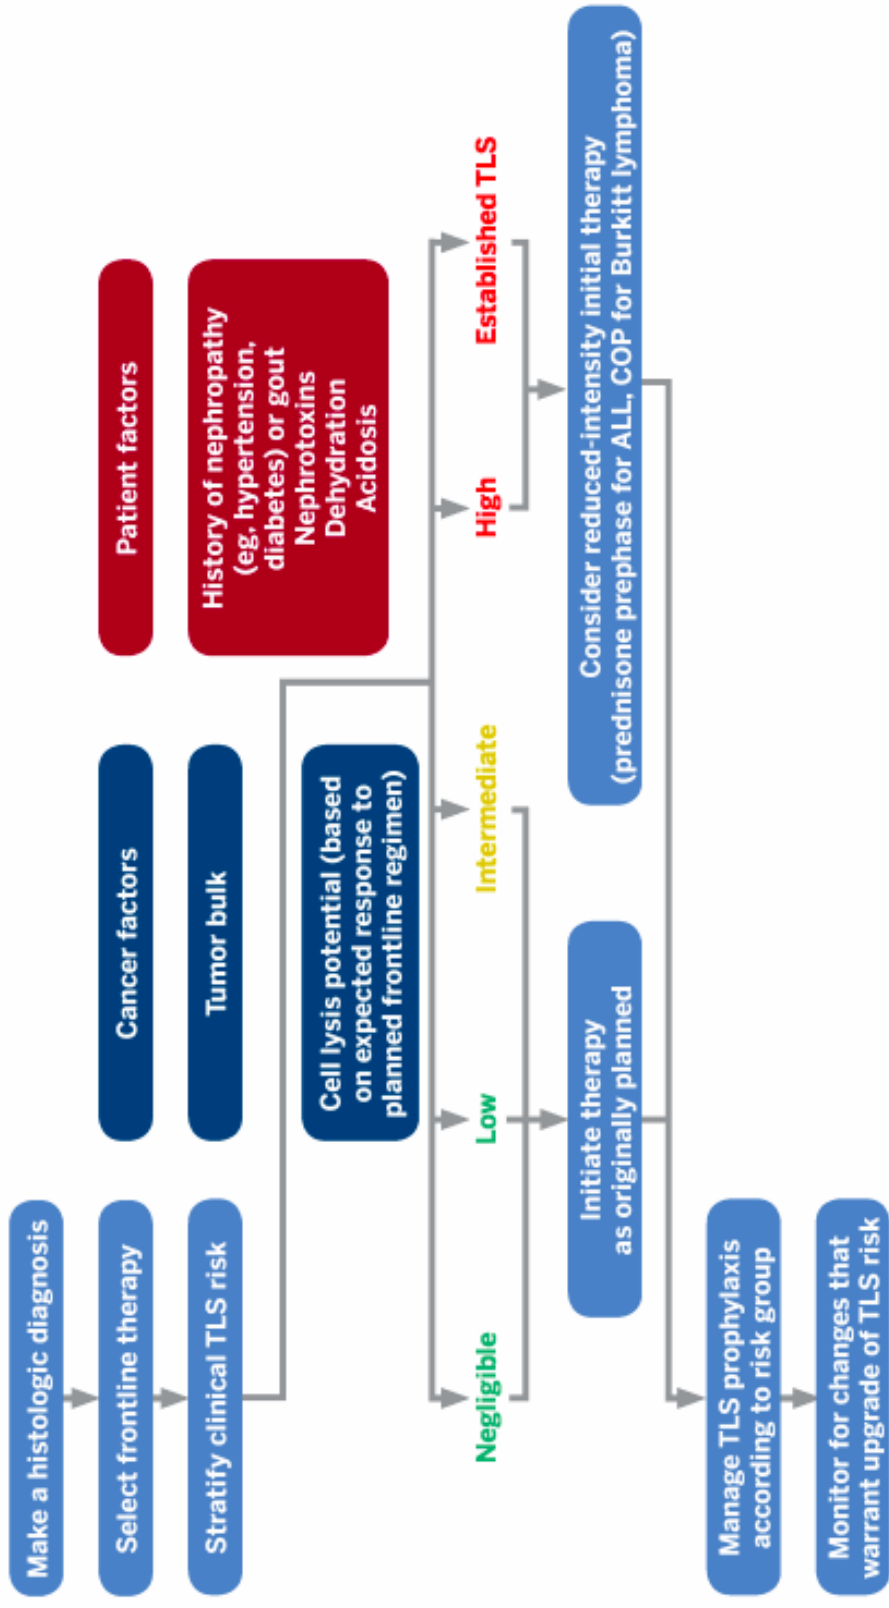 Make a histologic diagnosis
Select frontline therapy
Stratify clinical TLS risk
Cancer factors
Tumor bulk
Cell lysis potential (based
on expected response to
planned frontline regimen)
Patient factors
History of nephropathy
(eg, hypertension,
diabetes) or gout
Nephrotoxins
Dehydration
Acidosis
Negligible
Low
Intermediate
High
Established TLS
Initiate therapy
as originally planned
Consider reduced-intensity initial therapy
(prednisone prephase for ALL, COP for Burkitt lymphoma)
Manage TLS prophylaxis
according to risk group
Monitor for changes that
warrant upgrade of TLS risk